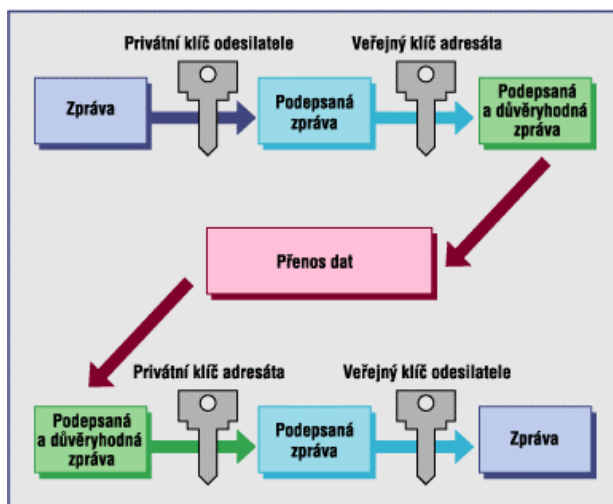 Privátní klíč odesilatele
Veřejný klíč adresáta
Zpráva
Podepsaná
zpráva
Podepsaná
a důvěryhodná
zpráva
Přenos dat
Privátní klíč adresáta
Veřejný klíč odesilatele
Podepsaná
a důvěryhodná
zpráva
Podepsaná
zpráva
Zpráva